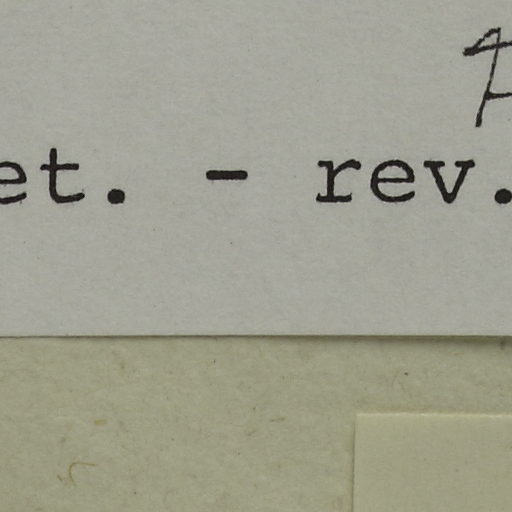 et. - rev.